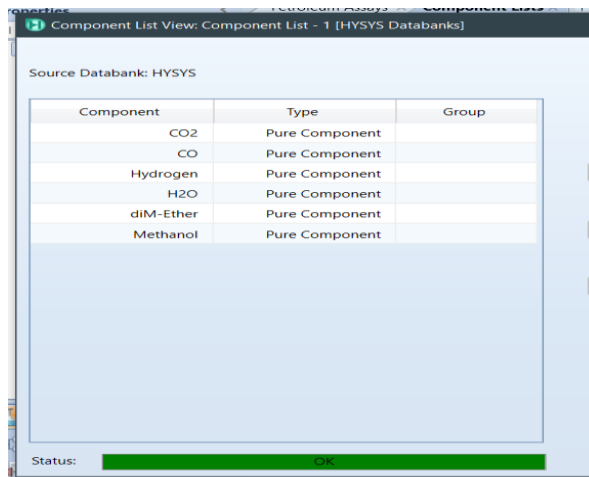 Component List View: Component List - 1 [HYSYS Databanks]
Source Databank: HYSYS
Component Type Group
CO2 Pure Component
CO Pure Component
Hydrogen Pure Component
H2O Pure Component
diM-Ether Pure Component
Methanol Pure Component
Status: OK